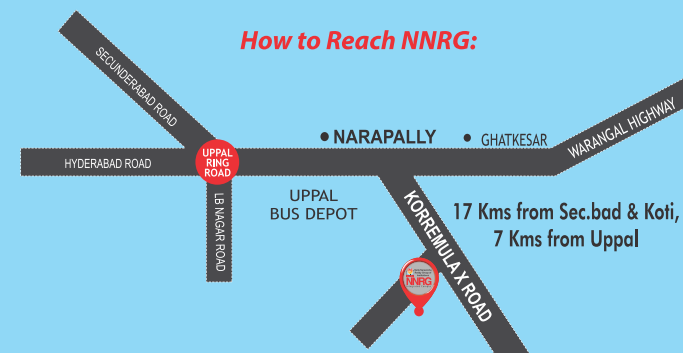 How to Reach NNRG:
SECUNDERABAD ROAD
HYDERABAD ROAD
UPPAL
RING
ROAD
LB NAGAR ROAD
• NARAPALLY
• GHATKESAR
WARANGAL HIGHWAY
UPPAL
BUS DEPOT
KORREMULA X ROAD
17 Kms from Sec.bad & Koti,
7 Kms from Uppal
NNRG